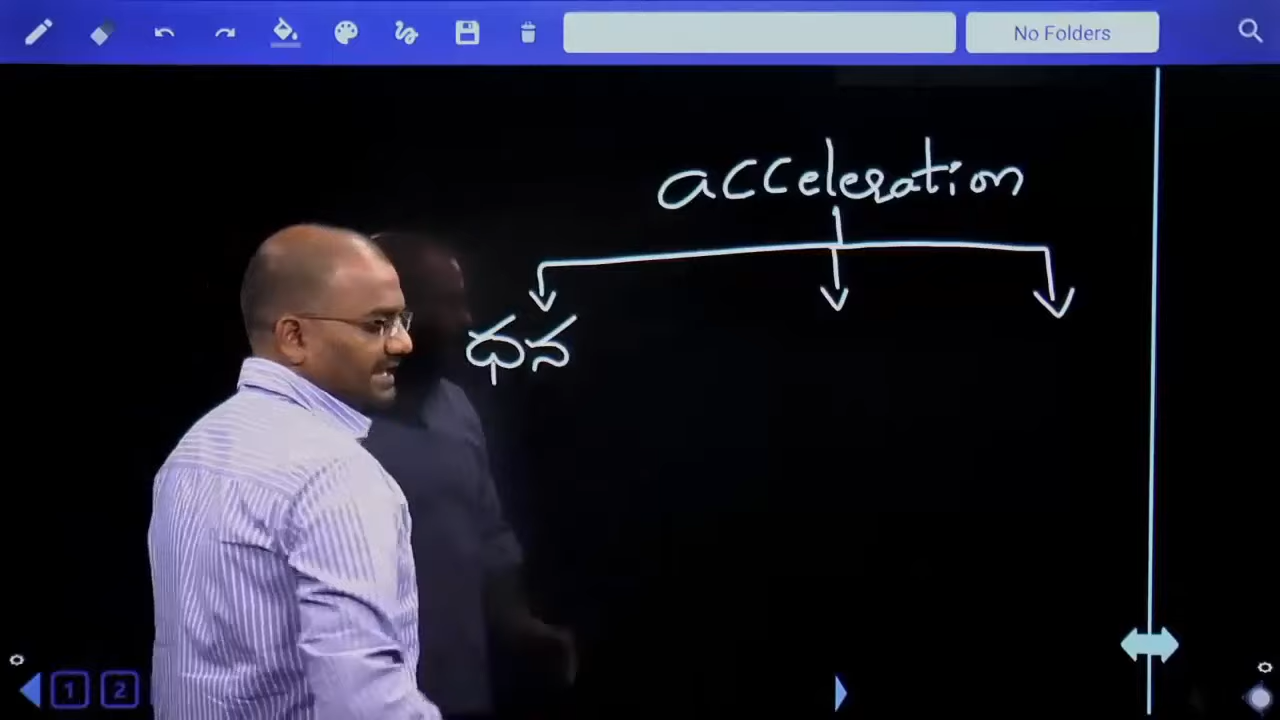 No Folders
acceleration
ధన
1 2